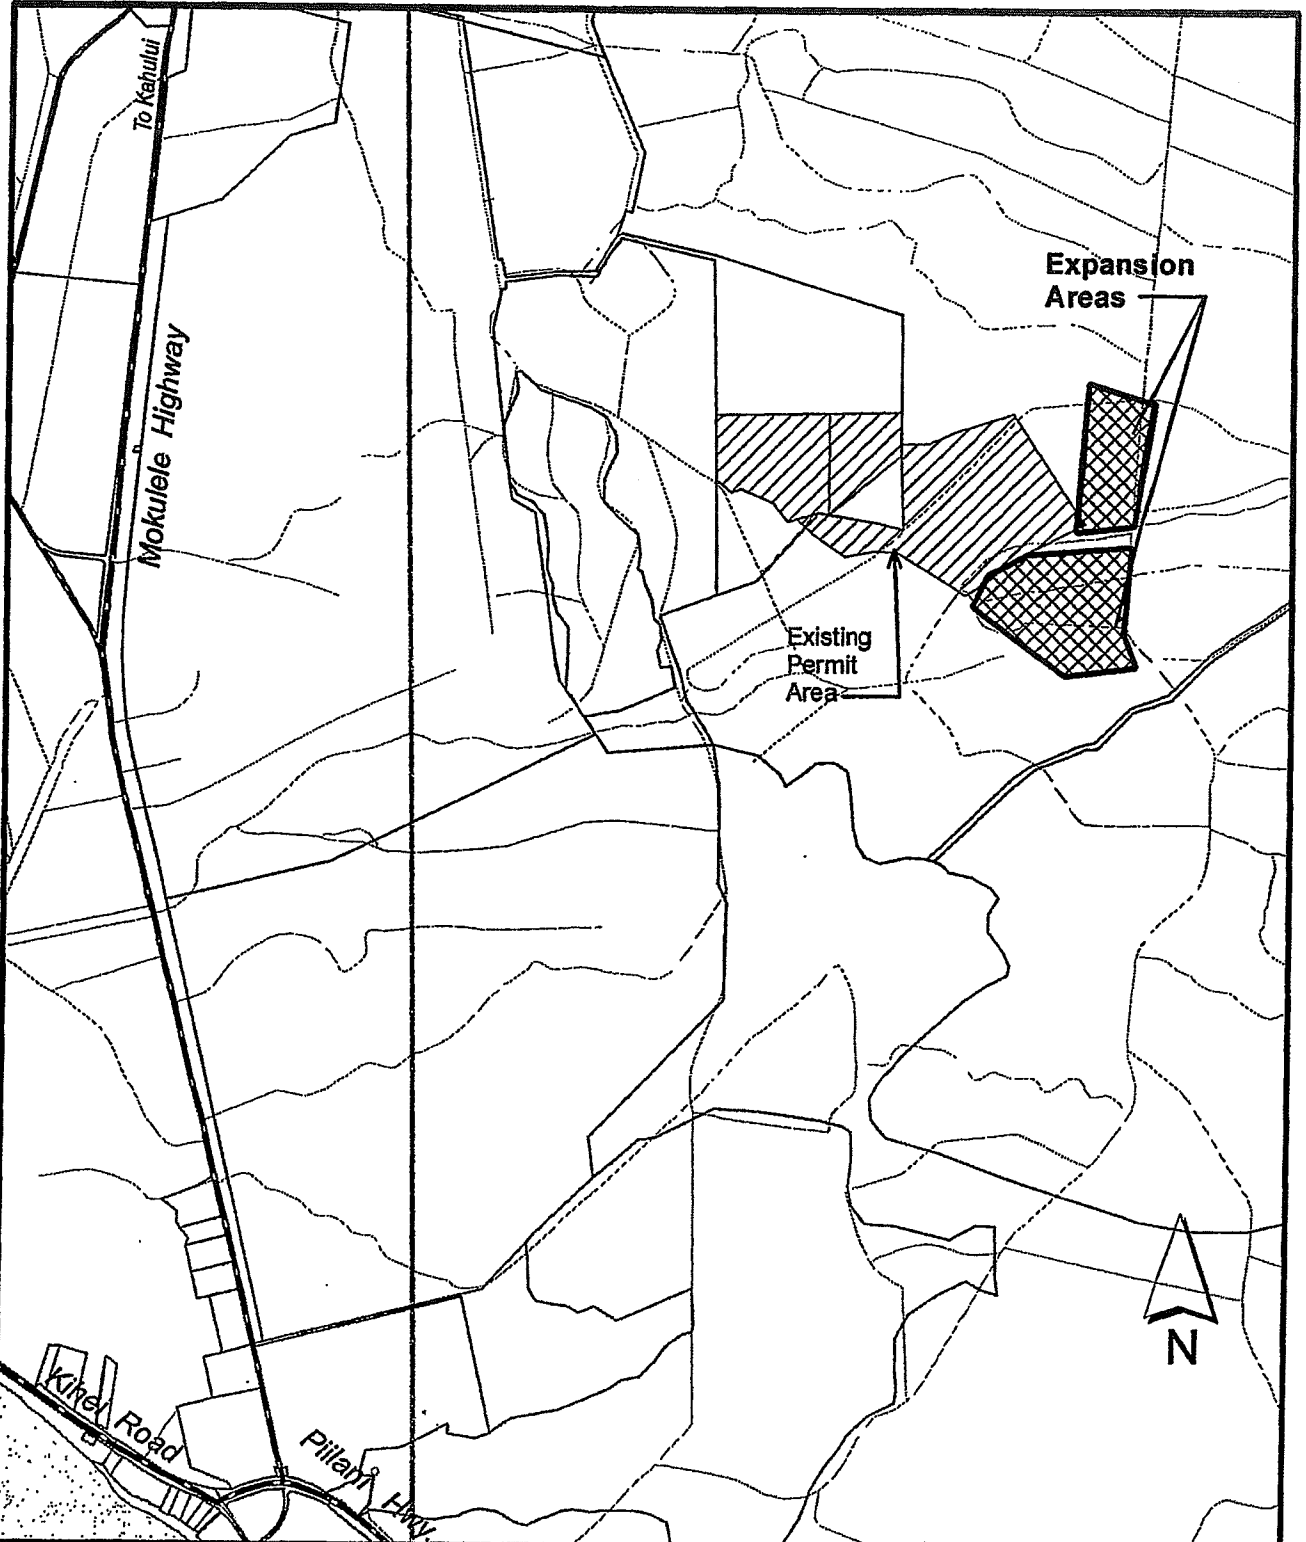 To Kahului
Expansion
Areas
Mokulele Highway
Existing
Permit
Area
N
Kihei Road
Piilani Hwy.